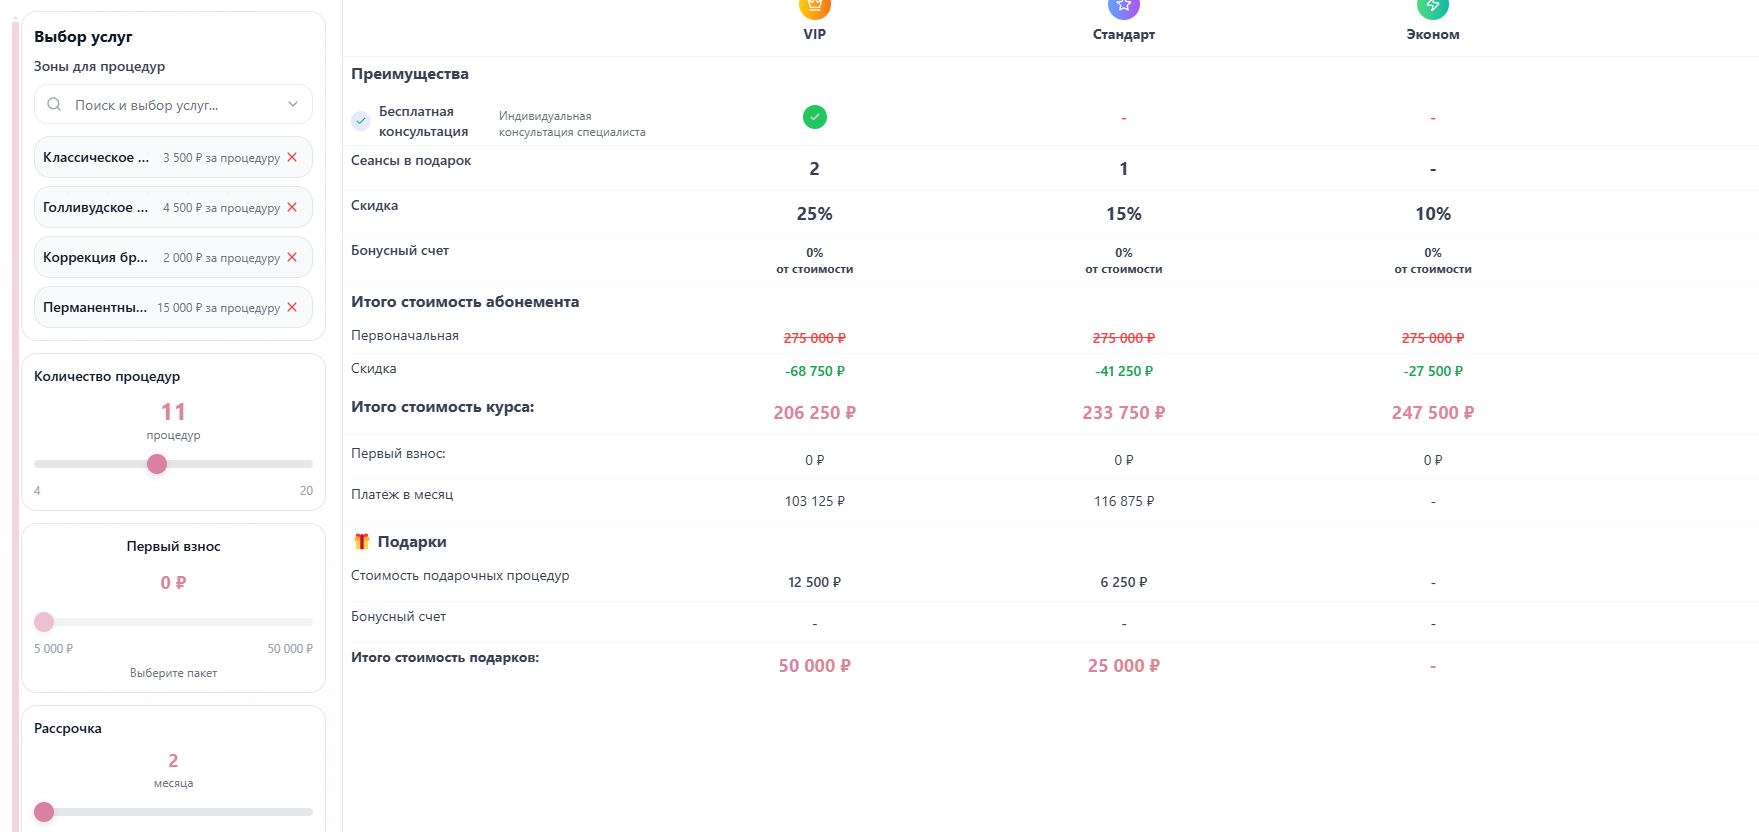 Выбор услуг
Зоны для процедур
Поиск и выбор услуг...
Классическое ... 3 500 ₽ за процедуру
Голливудское ... 4 500 ₽ за процедуру
Коррекция бр... 2 000 ₽ за процедуру
Перманентны... 15 000 ₽ за процедуру
Количество процедур
11
процедур
4 20
Первый взнос
0 ₽
5 000 ₽ 50 000 ₽
Выберите пакет
Рассрочка
2
месяца
VIP Стандарт Эконом
Преимущества
Бесплатная
консультация
Индивидуальная
консультация специалиста
- -
Сеансы в подарок
2 1 -
Скидка
25% 15% 10%
Бонусный счет
0% 0% 0%
от стоимости от стоимости от стоимости
Итого стоимость абонемента
Первоначальная
275 000 ₽ 275 000 ₽ 275 000 ₽
Скидка
-68 750 ₽ -41 250 ₽ -27 500 ₽
Итого стоимость курса:
206 250 ₽ 233 750 ₽ 247 500 ₽
Первый взнос:
0 ₽ 0 ₽ 0 ₽
Платеж в месяц
103 125 ₽ 116 875 ₽ -
Подарки
Стоимость подарочных процедур
12 500 ₽ 6 250 ₽ -
Бонусный счет
- - -
Итого стоимость подарков:
50 000 ₽ 25 000 ₽ -